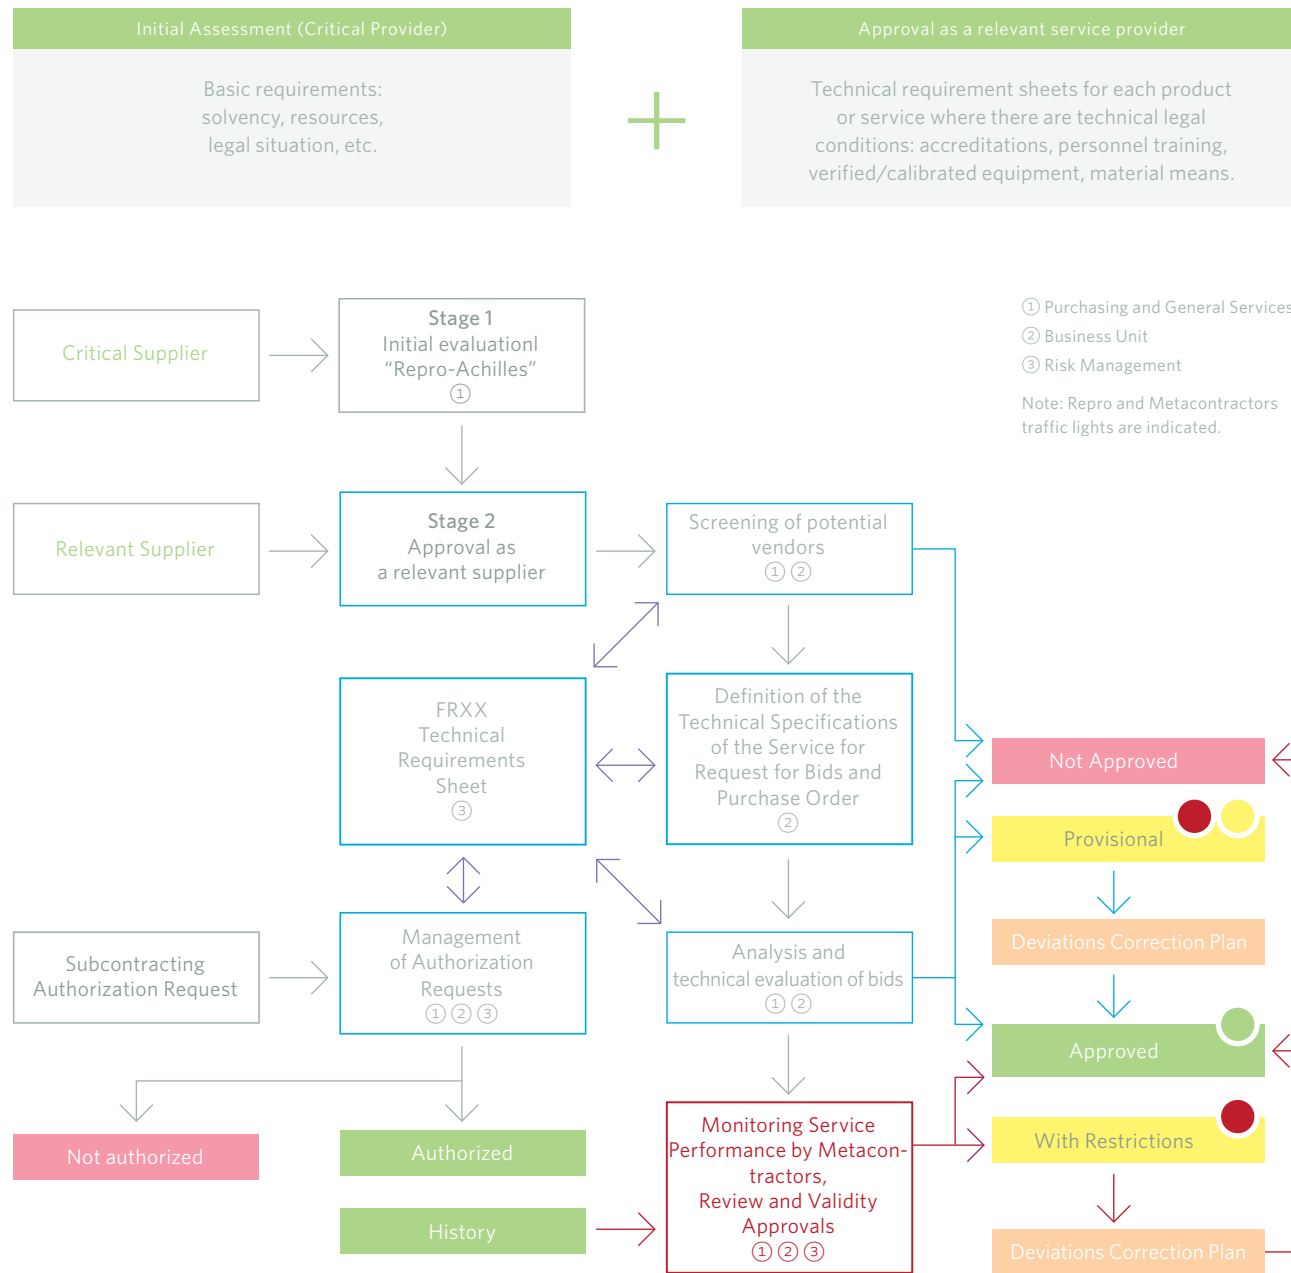 Initial Assessment (Critical Provider)
Basic requirements:
solvency, resources,
legal situation, etc.
Approval as a relevant service provider
Technical requirement sheets for each product
or service where there are technical legal
conditions: accreditations, personnel training,
verified/calibrated equipment, material means.
① Purchasing and General Services
② Business Unit
③ Risk Management
Note: Repro and Metacontractors
traffic lights are indicated.
Critical Supplier
Stage 1
Initial evaluationl
“Repro-Achilles”
①
Relevant Supplier
Stage 2
Approval as
a relevant supplier
Screening of potential
vendors
① ②
FRXX
Technical
Requirements
Sheet
③
Definition of the
Technical Specifications
of the Service for
Request for Bids and
Purchase Order
②
Not Approved
Provisional
Deviations Correction Plan
Approved
With Restrictions
Deviations Correction Plan
Subcontracting
Authorization Request
Management
of Authorization
Requests
① ② ③
Analysis and
technical evaluation of bids
① ②
Not authorized
Authorized
History
Monitoring Service
Performance by Metacon-
tractors,
Review and Validity
Approvals
① ② ③